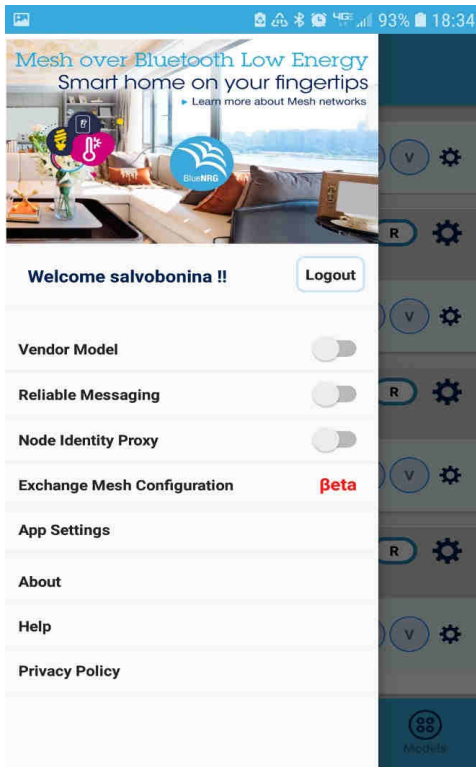 4GE 93% 18:34
Mesh over Bluetooth Low Energy
Smart home on your fingertips
Learn more about Mesh networks
BlueNRG
Welcome salvobonina !!
Logout
Vendor Model
Reliable Messaging
Node Identity Proxy
Exchange Mesh Configuration βeta
App Settings
About
Help
Privacy Policy
V
R
V
R
V
R
V
Models